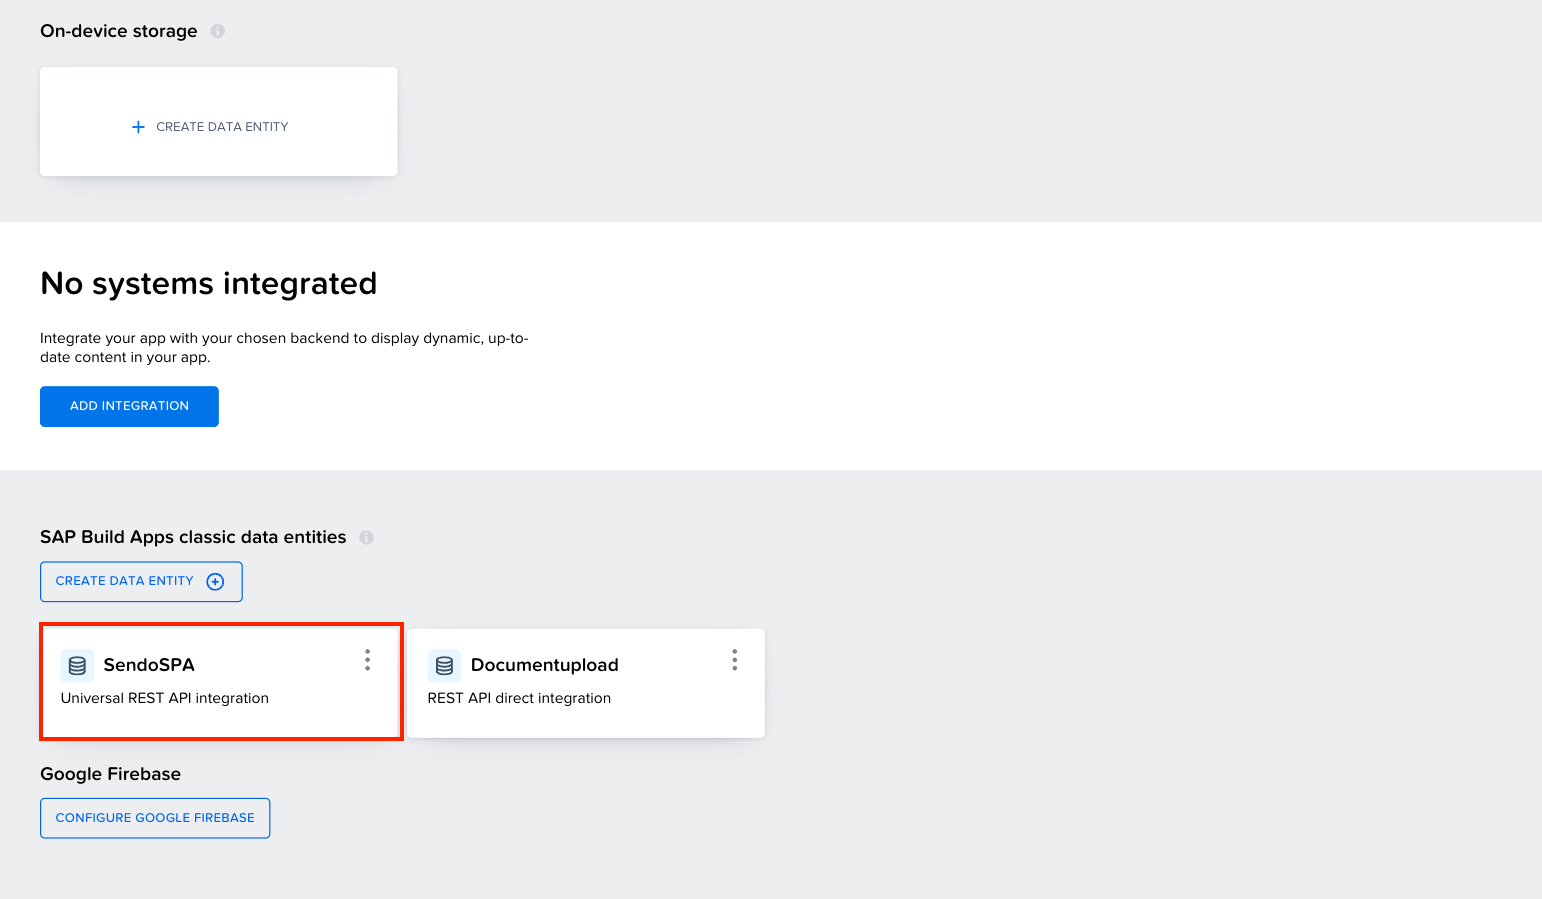 On-device storage
CREATE DATA ENTITY
No systems integrated
Integrate your app with your chosen backend to display dynamic, up-to-
date content in your app.
ADD INTEGRATION
SAP Build Apps classic data entities
CREATE DATA ENTITY
SendoSPA
Universal REST API integration
Documentupload
REST API direct integration
Google Firebase
CONFIGURE GOOGLE FIREBASE